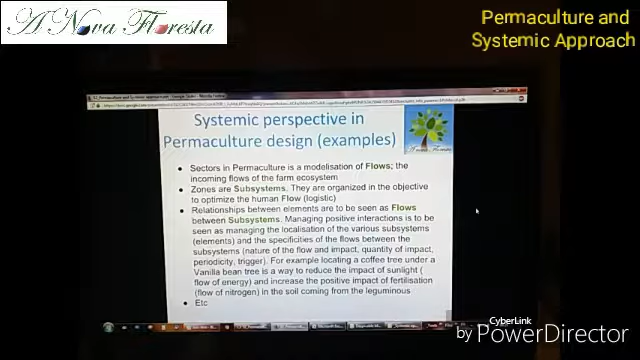 A Nova Floresta
Permaculture and
Systemic Approach
Systemic perspective in
Permaculture design (examples)
A Nova Floresta
• Sectors in Permaculture is a modelisation of Flows; the
incoming flows of the farm ecosystem
• Zones are Subsystems. They are organized in the objective
to optimize the human Flow (logistic)
• Relationships between elements are to be seen as Flows
between Subsystems. Managing positive interactions is to be
seen as managing the localisation of the various subsystems
(elements) and the specificities of the flows between the
subsystems (nature of the flow and impact, quantity of impact,
periodicity, trigger). For example locating a coffee tree under a
Vanilla bean tree is a way to reduce the impact of sunlight (
flow of energy) and increase the positive impact of fertilisation
(flow of nitrogen) in the soil coming from the leguminous
• Etc
CyberLink
by PowerDirector